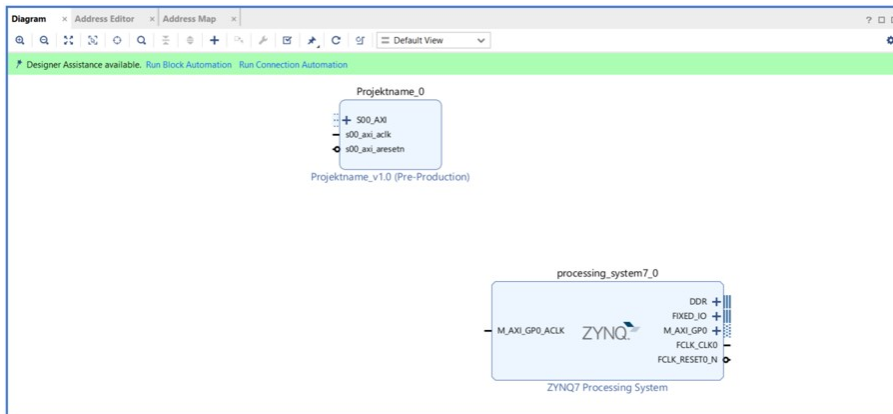 Diagram × Address Editor × Address Map × ?
Default View
Designer Assistance available. Run Block Automation Run Connection Automation
Projektname_0
S00_AXI
s00_axi_aclk
s00_axi_aresetn
Projektname_v1.0 (Pre-Production)
processing_system7_0
DDR
FIXED_IO
M_AXI_GP0_ACLK ZYNQ M_AXI_GP0
FCLK_CLK0
FCLK_RESET0_N
ZYNQ7 Processing System